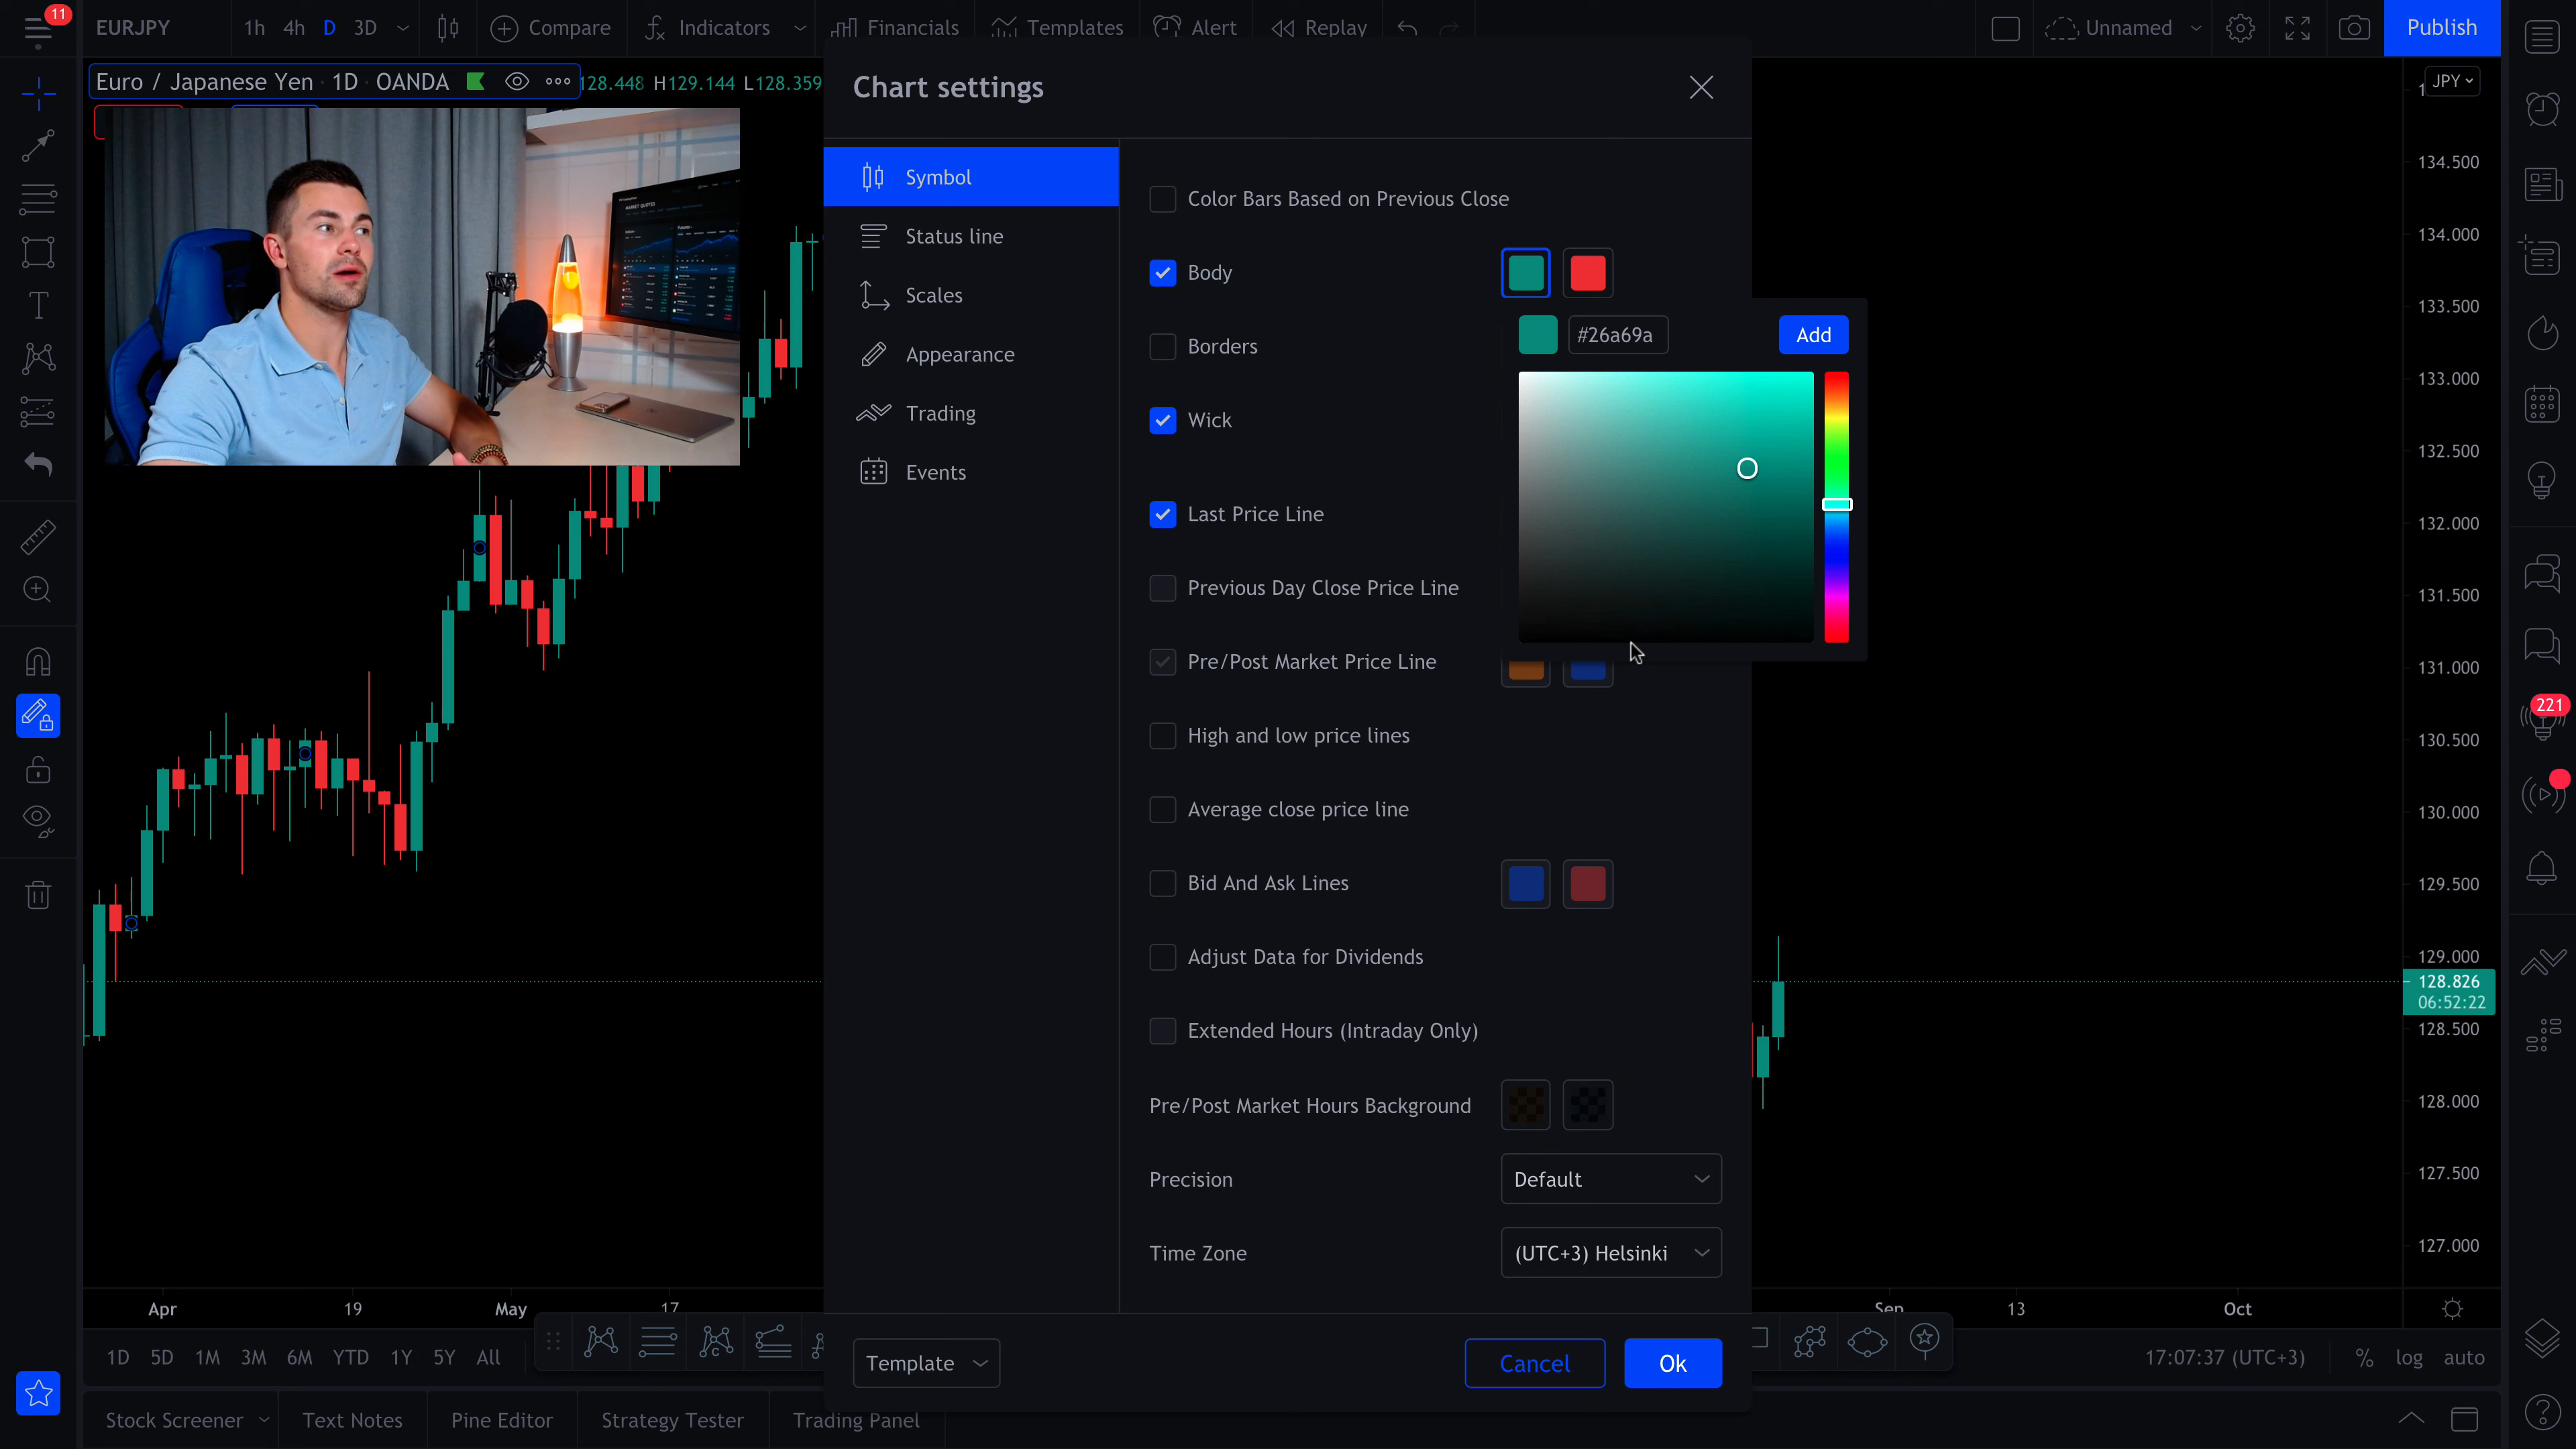 11
EURJPY 1h 4h D 3D Compare Indicators Financials Templates Alert Replay Unnamed Publish
Euro / Japanese Yen · 1D · OANDA 128.448 H129.144 L128.359
JPY
Chart settings
Symbol
Status line
Scales
Appearance
Trading
Events
Color Bars Based on Previous Close
Body
#26a69a Add
Borders
Wick
Last Price Line
Previous Day Close Price Line
Pre/Post Market Price Line
High and low price lines
Average close price line
Bid And Ask Lines
Adjust Data for Dividends
Extended Hours (Intraday Only)
Pre/Post Market Hours Background
Precision Default
Time Zone (UTC+3) Helsinki
Template Cancel Ok
134.500
134.000
133.500
133.000
132.500
132.000
131.500
131.000
130.500
130.000
129.500
129.000
128.826
06:52:22
128.500
128.000
127.500
127.000
221
Apr 19 May 17 Sep 13 Oct
1D 5D 1M 3M 6M YTD 1Y 5Y All 17:07:37 (UTC+3) % log auto
Stock Screener Text Notes Pine Editor Strategy Tester Trading Panel